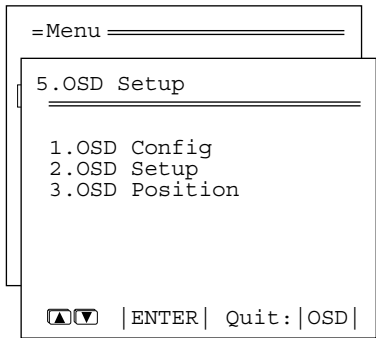 =Menu
5.OSD Setup
1.OSD Config
2.OSD Setup
3.OSD Position
▲▼ |ENTER| Quit:|OSD|